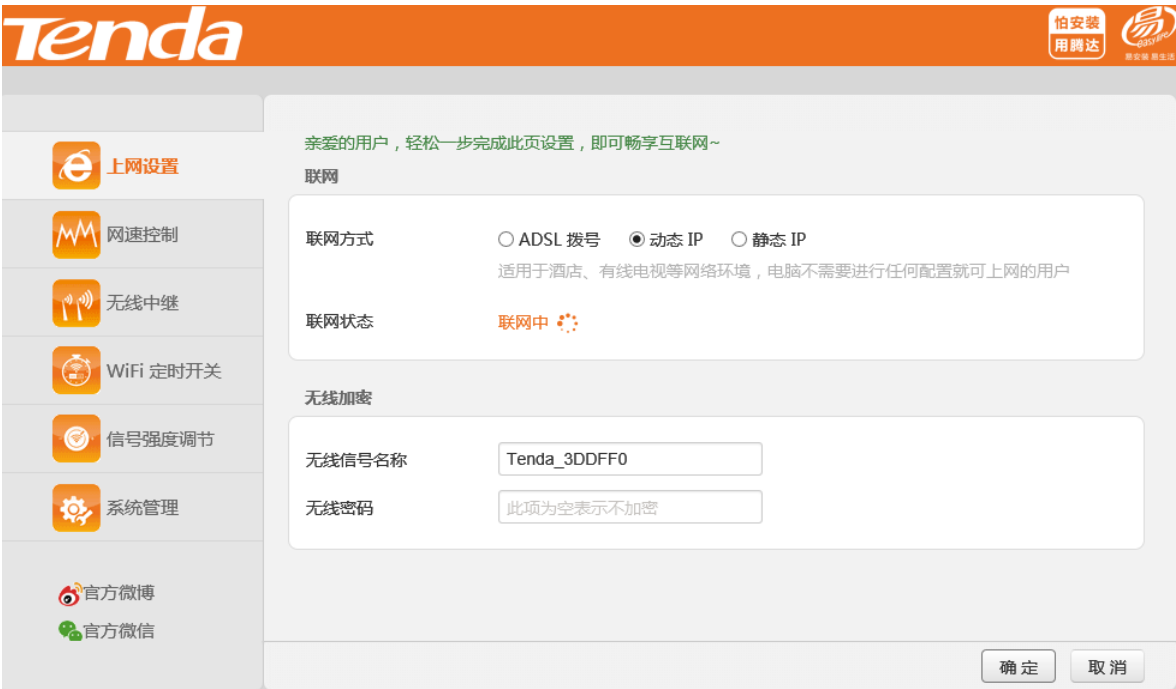 Tenda
怕安装
用腾达
易
easylife
易安装 易生活
亲爱的用户，轻松一步完成此页设置，即可畅享互联网~
上网设置
网速控制
无线中继
WiFi 定时开关
信号强度调节
系统管理
官方微博
官方微信
联网
联网方式 ADSL 拨号 动态 IP 静态 IP
适用于酒店、有线电视等网络环境，电脑不需要进行任何配置就可上网的用户
联网状态 联网中
无线加密
无线信号名称 Tenda_3DDFF0
无线密码 此项为空表示不加密
确定 取消